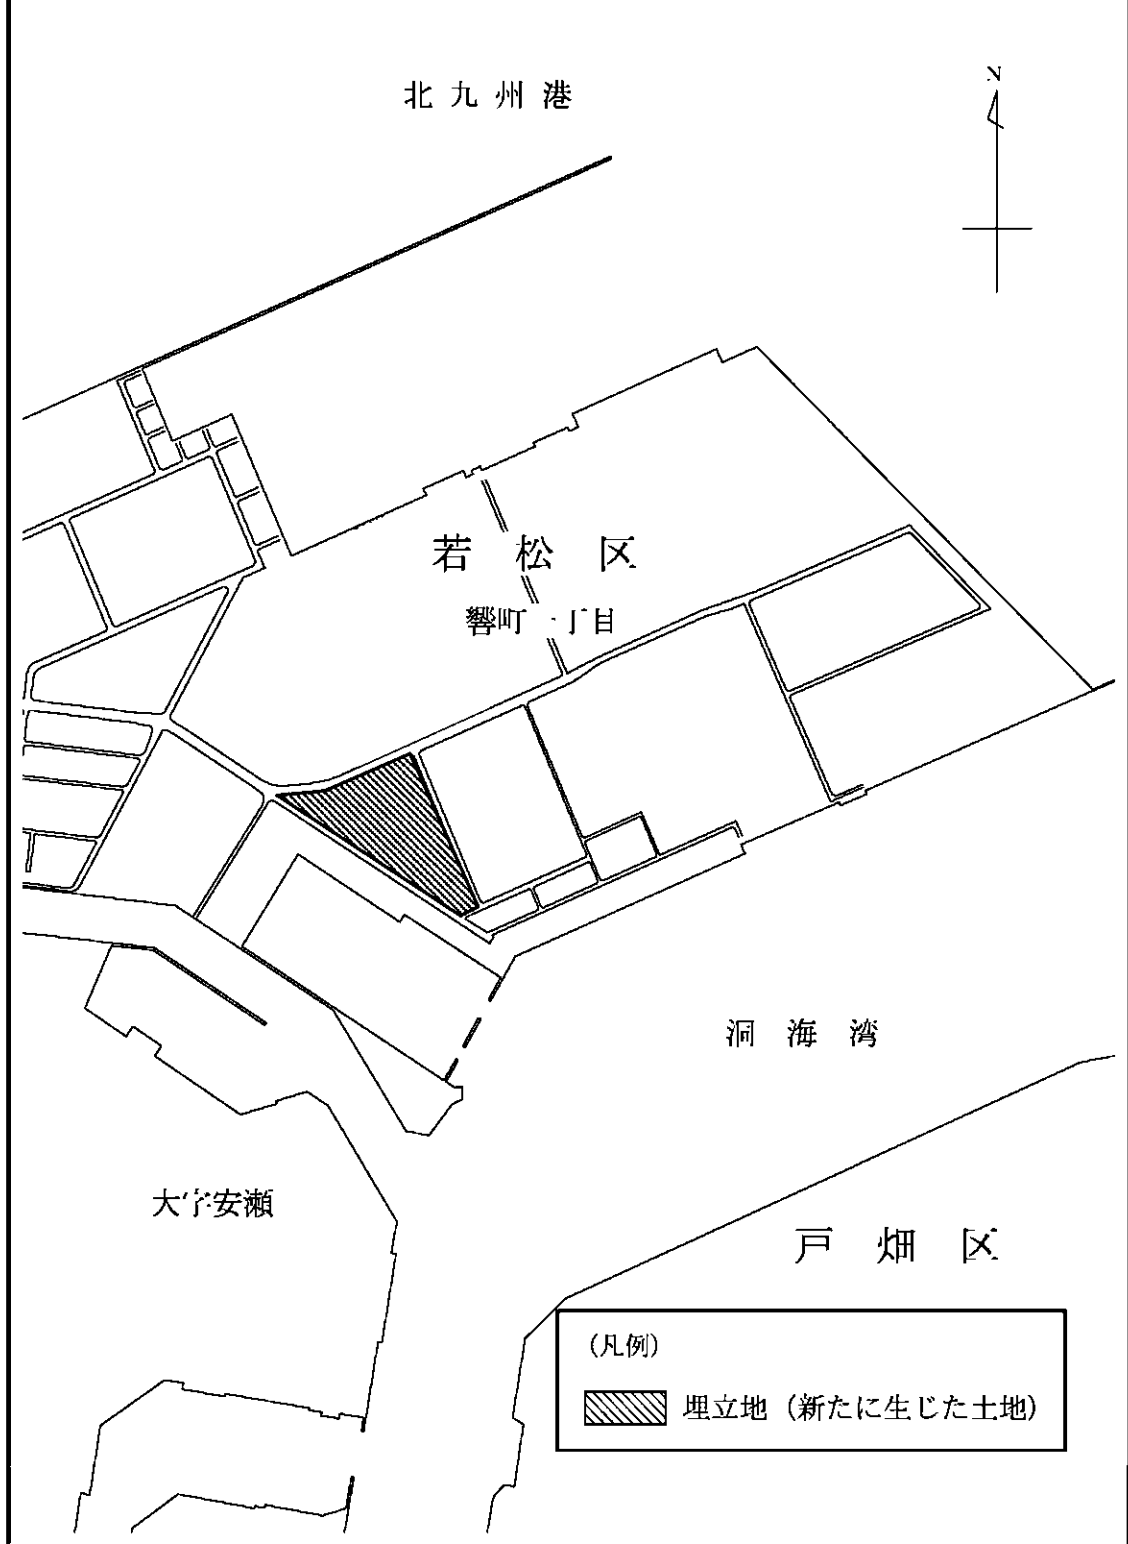 北九州港
N
若松区
響町一丁目
洞海湾
大字安瀬
戸畑区
(凡例)
埋立地(新たに生じた土地)